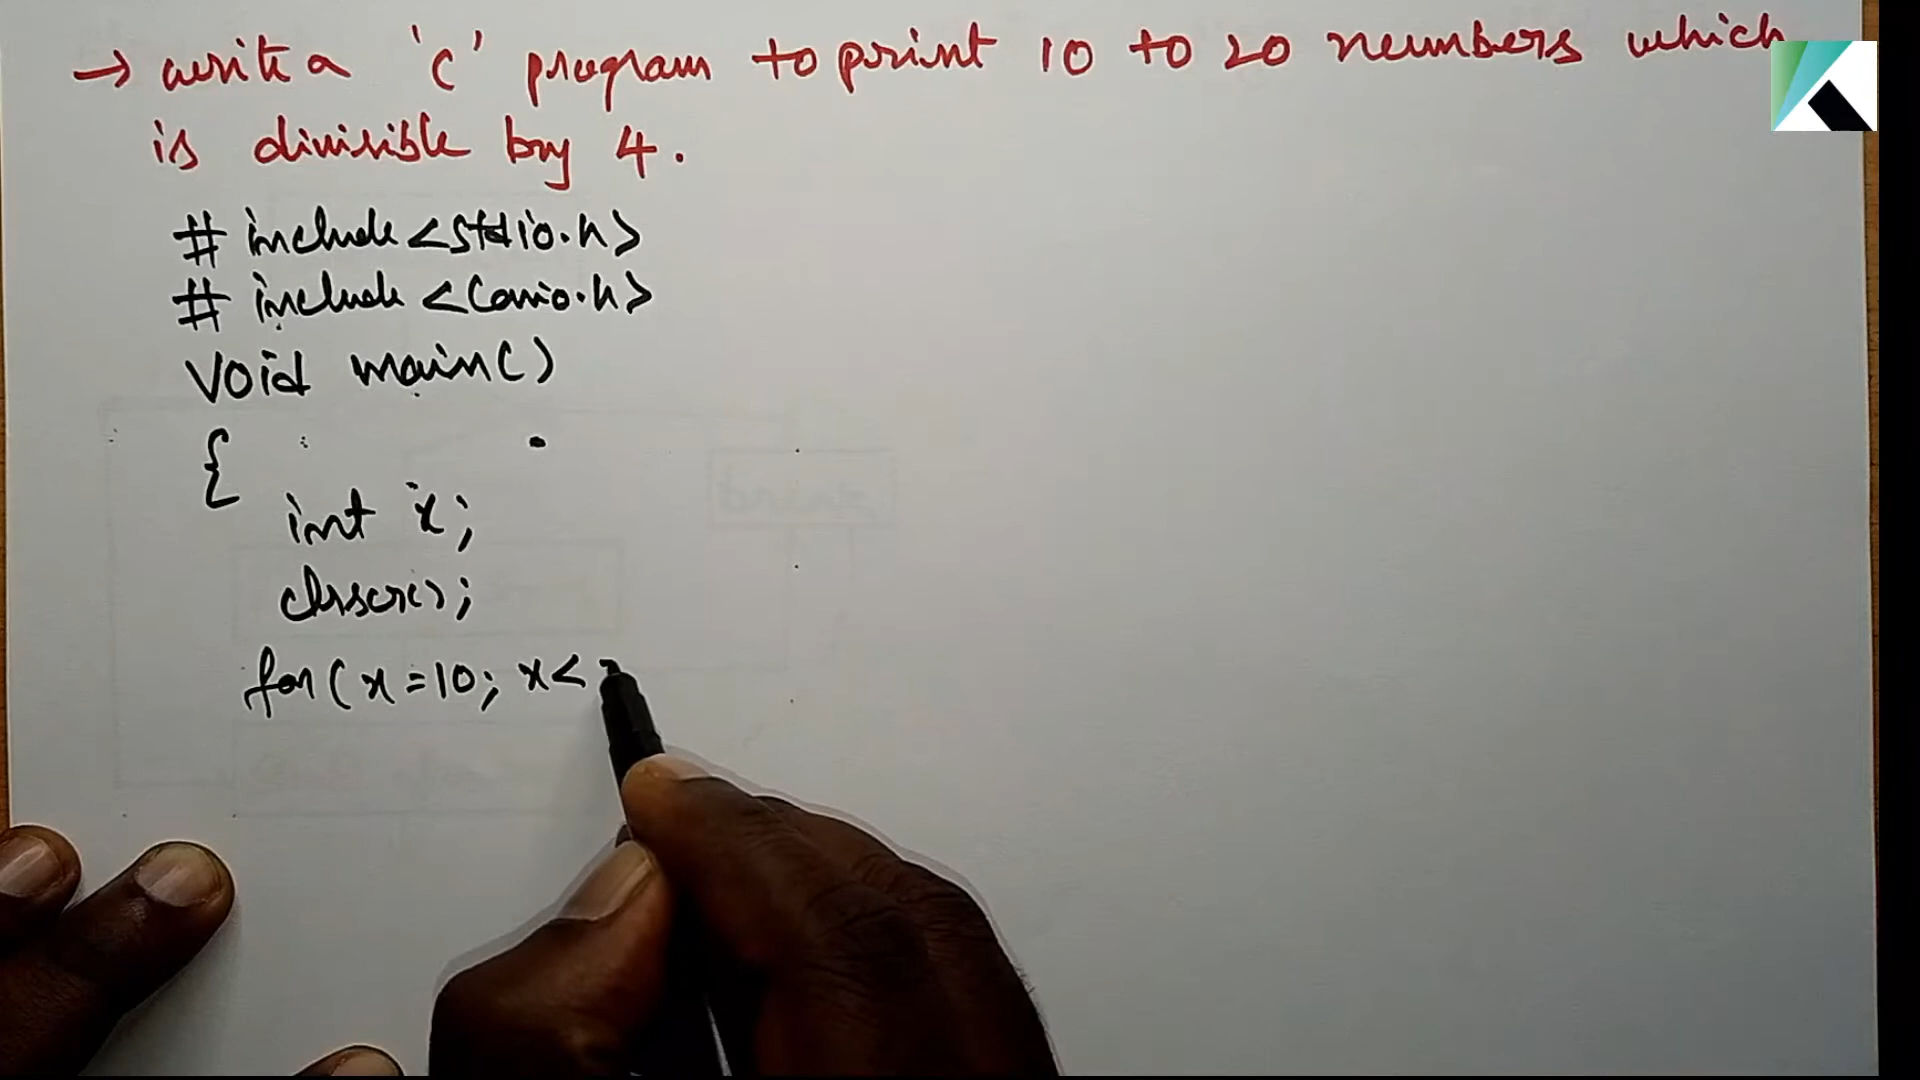 → write a 'c' program to print 10 to 20 numbers which
is divisible by 4.
# include <stdio.h>
# include <conio.h>
void main()
{
int x;
clrscr();
for (x=10; x<